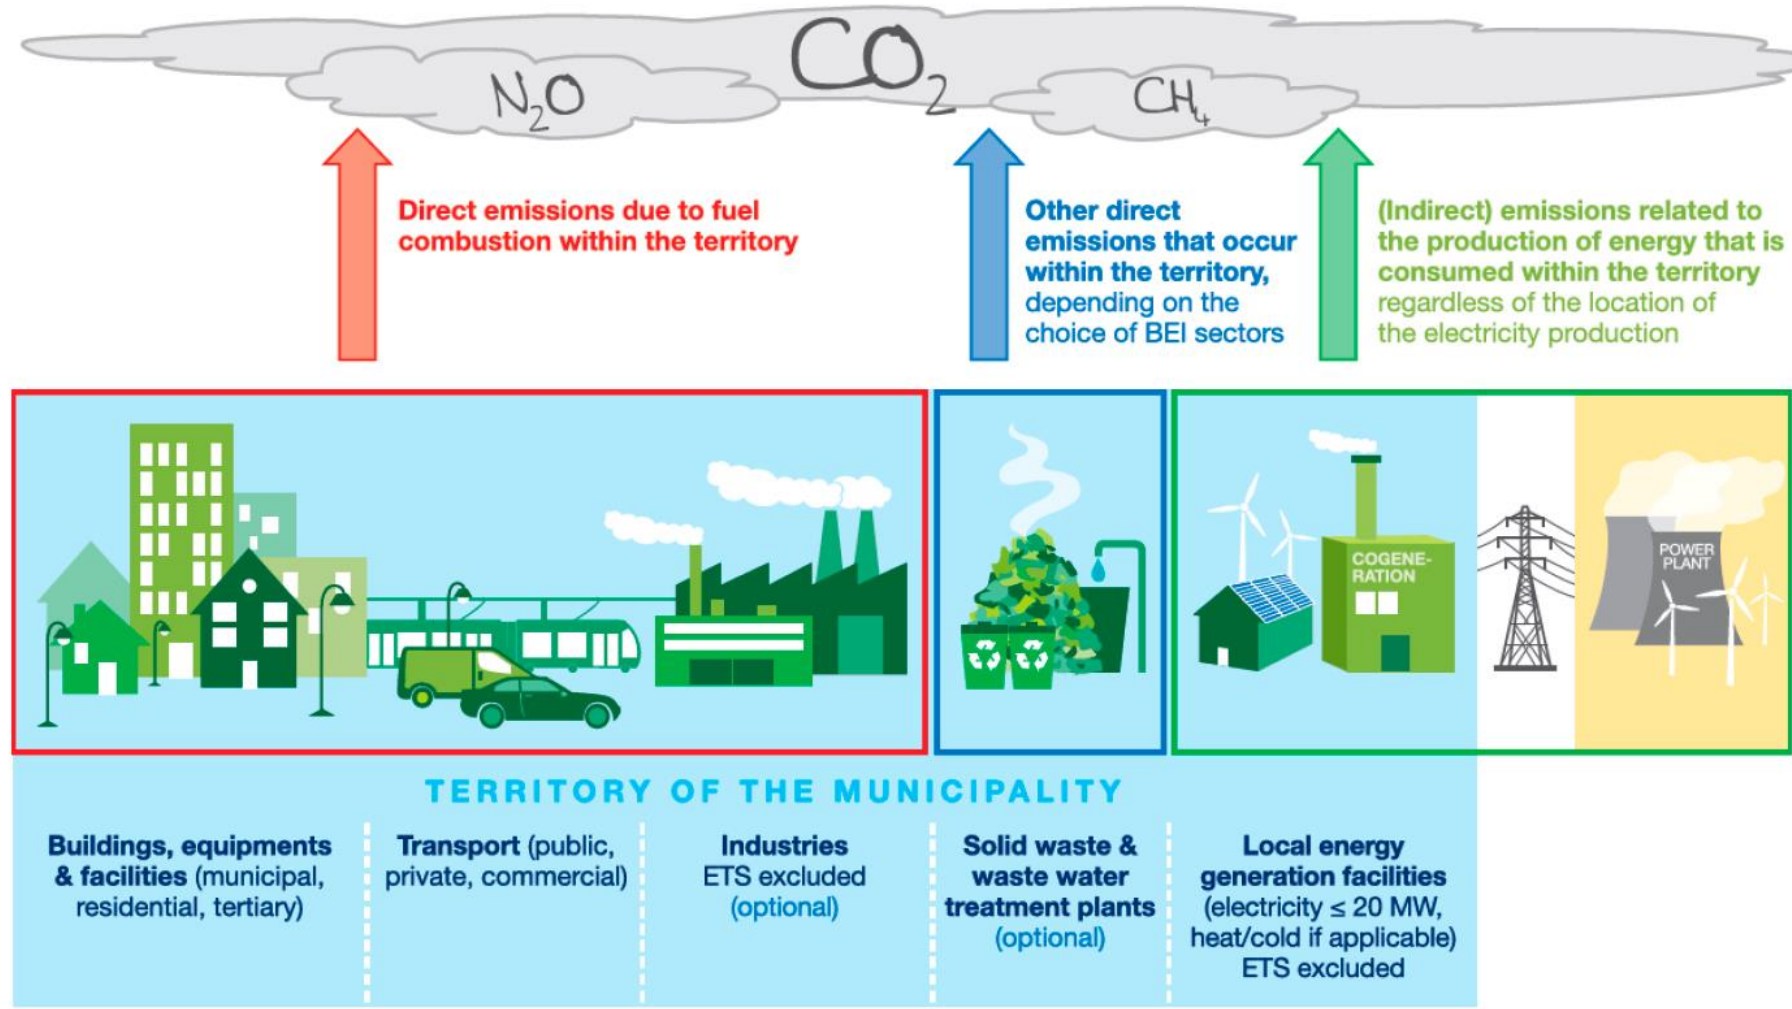 N₂O
CO₂
CH₄
Direct emissions due to fuel
combustion within the territory
Other direct
emissions that occur
within the territory,
depending on the
choice of BEI sectors
(Indirect) emissions related to
the production of energy that is
consumed within the territory
regardless of the location of
the electricity production
COGENE-
RATION
POWER
PLANT
TERRITORY OF THE MUNICIPALITY
Buildings, equipments
& facilities (municipal,
residential, tertiary)
Transport (public,
private, commercial)
Industries
ETS excluded
(optional)
Solid waste &
waste water
treatment plants
(optional)
Local energy
generation facilities
(electricity ≤ 20 MW,
heat/cold if applicable)
ETS excluded